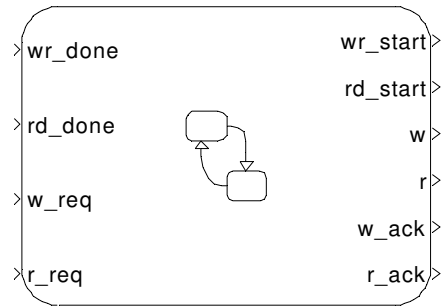 wr_done
rd_done
w_req
r_req
wr_start
rd_start
w
r
w_ack
r_ack